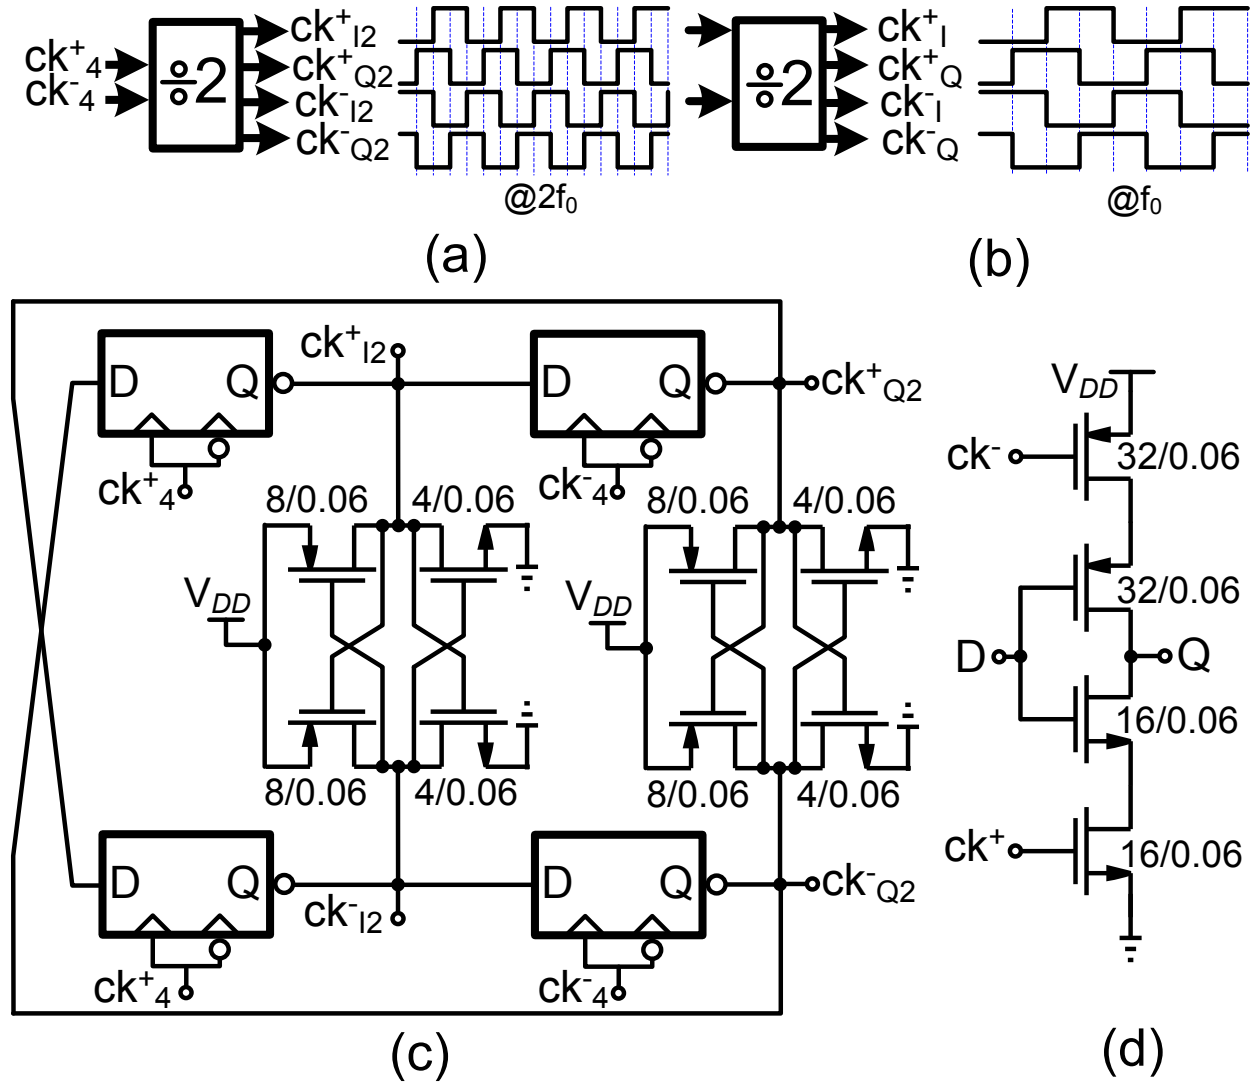 ck⁺₄
ck⁻₄
÷2
ck⁺I2
ck⁺Q2
ck⁻I2
ck⁻Q2
@2f₀
(a)
÷2
ck⁺I
ck⁺Q
ck⁻I
ck⁻Q
@f₀
(b)
D Q
ck⁺₄
ck⁺I2
D Q
ck⁻₄
ck⁺Q2
8/0.06 4/0.06
8/0.06 4/0.06
VDD
VDD
8/0.06 4/0.06
8/0.06 4/0.06
D Q
ck⁺₄
ck⁻I2
D Q
ck⁻₄
ck⁻Q2
(c)
VDD
ck⁻
32/0.06
32/0.06
D Q
16/0.06
ck⁺
16/0.06
(d)